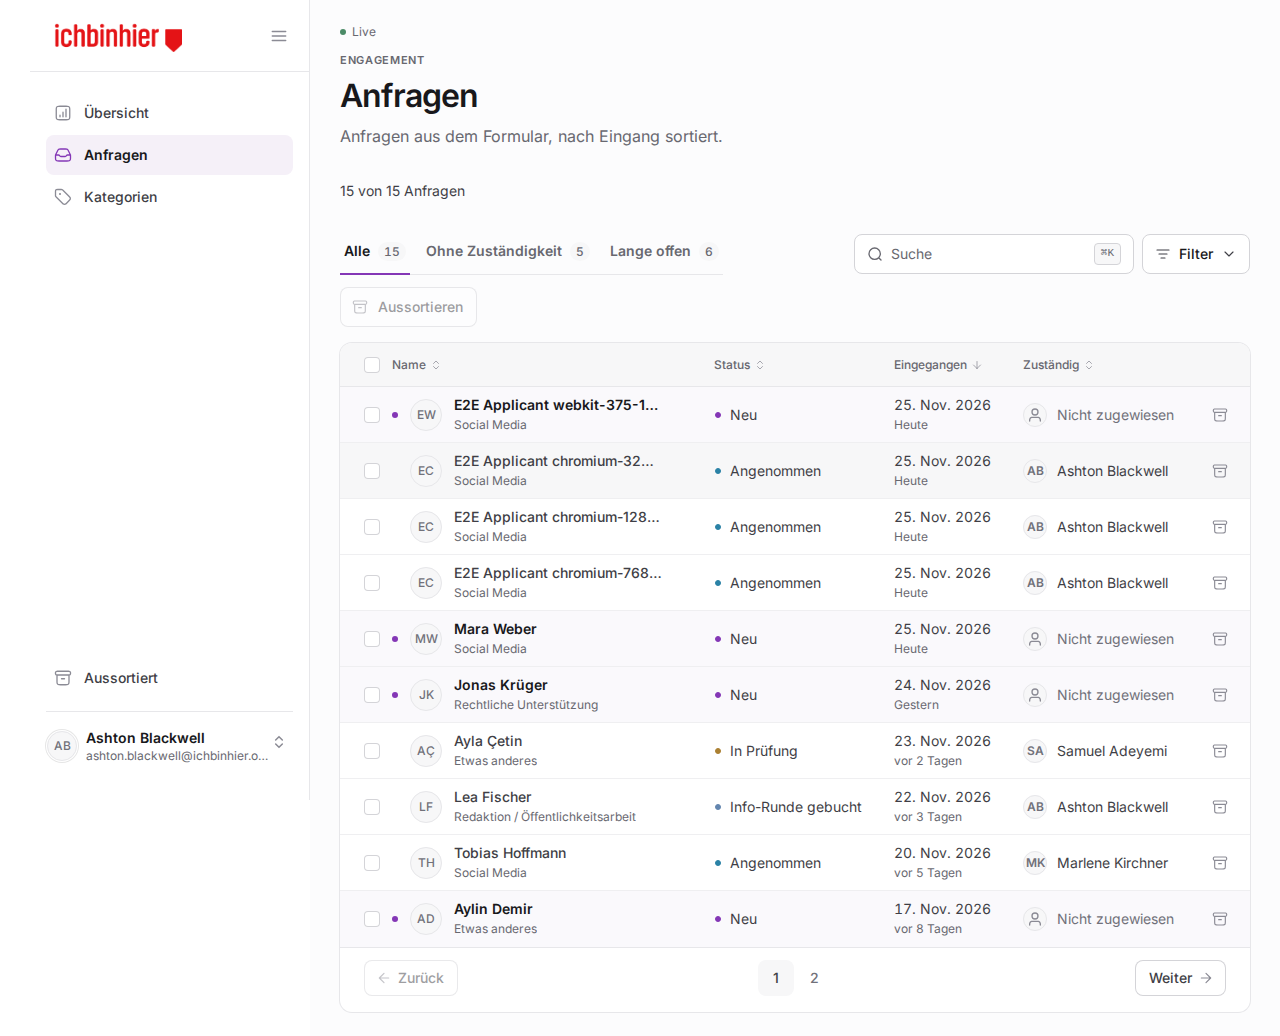 ichbinhier
Übersicht
Anfragen
Kategorien
Aussortiert
AB
Ashton Blackwell
ashton.blackwell@ichbinhier.o...
Live
ENGAGEMENT
Anfragen
Anfragen aus dem Formular, nach Eingang sortiert.
15 von 15 Anfragen
Alle 15 Ohne Zuständigkeit 5 Lange offen 6
Suche ⌘K Filter
Aussortieren
Name Status Eingegangen Zuständig
EW E2E Applicant webkit-375-1... Neu 25. Nov. 2026 Nicht zugewiesen
Social Media Heute
EC E2E Applicant chromium-32... Angenommen 25. Nov. 2026 AB Ashton Blackwell
Social Media Heute
EC E2E Applicant chromium-128... Angenommen 25. Nov. 2026 AB Ashton Blackwell
Social Media Heute
EC E2E Applicant chromium-768... Angenommen 25. Nov. 2026 AB Ashton Blackwell
Social Media Heute
MW Mara Weber Neu 25. Nov. 2026 Nicht zugewiesen
Social Media Heute
JK Jonas Krüger Neu 24. Nov. 2026 Nicht zugewiesen
Rechtliche Unterstützung Gestern
AÇ Ayla Çetin In Prüfung 23. Nov. 2026 SA Samuel Adeyemi
Etwas anderes vor 2 Tagen
LF Lea Fischer Info-Runde gebucht 22. Nov. 2026 AB Ashton Blackwell
Redaktion / Öffentlichkeitsarbeit vor 3 Tagen
TH Tobias Hoffmann Angenommen 20. Nov. 2026 MK Marlene Kirchner
Social Media vor 5 Tagen
AD Aylin Demir Neu 17. Nov. 2026 Nicht zugewiesen
Etwas anderes vor 8 Tagen
Zurück 1 2 Weiter